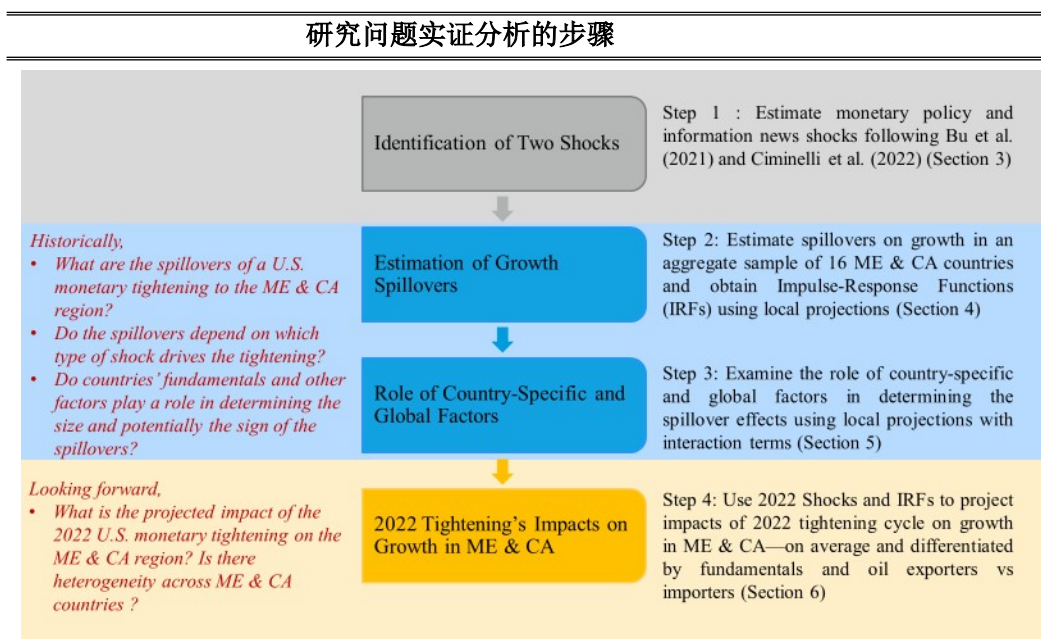 研究问题实证分析的步骤
Identification of Two Shocks
Step 1 : Estimate monetary policy and
information news shocks following Bu et al.
(2021) and Ciminelli et al. (2022) (Section 3)
Historically,
• What are the spillovers of a U.S.
monetary tightening to the ME & CA
region?
• Do the spillovers depend on which
type of shock drives the tightening?
• Do countries' fundamentals and other
factors play a role in determining the
size and potentially the sign of the
spillovers?
Estimation of Growth
Spillovers
Step 2: Estimate spillovers on growth in an
aggregate sample of 16 ME & CA countries
and obtain Impulse-Response Functions
(IRFs) using local projections (Section 4)
Role of Country-Specific and
Global Factors
Step 3: Examine the role of country-specific
and global factors in determining the
spillover effects using local projections with
interaction terms (Section 5)
Looking forward,
• What is the projected impact of the
2022 U.S. monetary tightening on the
ME & CA region? Is there
heterogeneity across ME & CA
countries ?
2022 Tightening's Impacts on
Growth in ME & CA
Step 4: Use 2022 Shocks and IRFs to project
impacts of 2022 tightening cycle on growth
in ME & CA—on average and differentiated
by fundamentals and oil exporters vs
importers (Section 6)